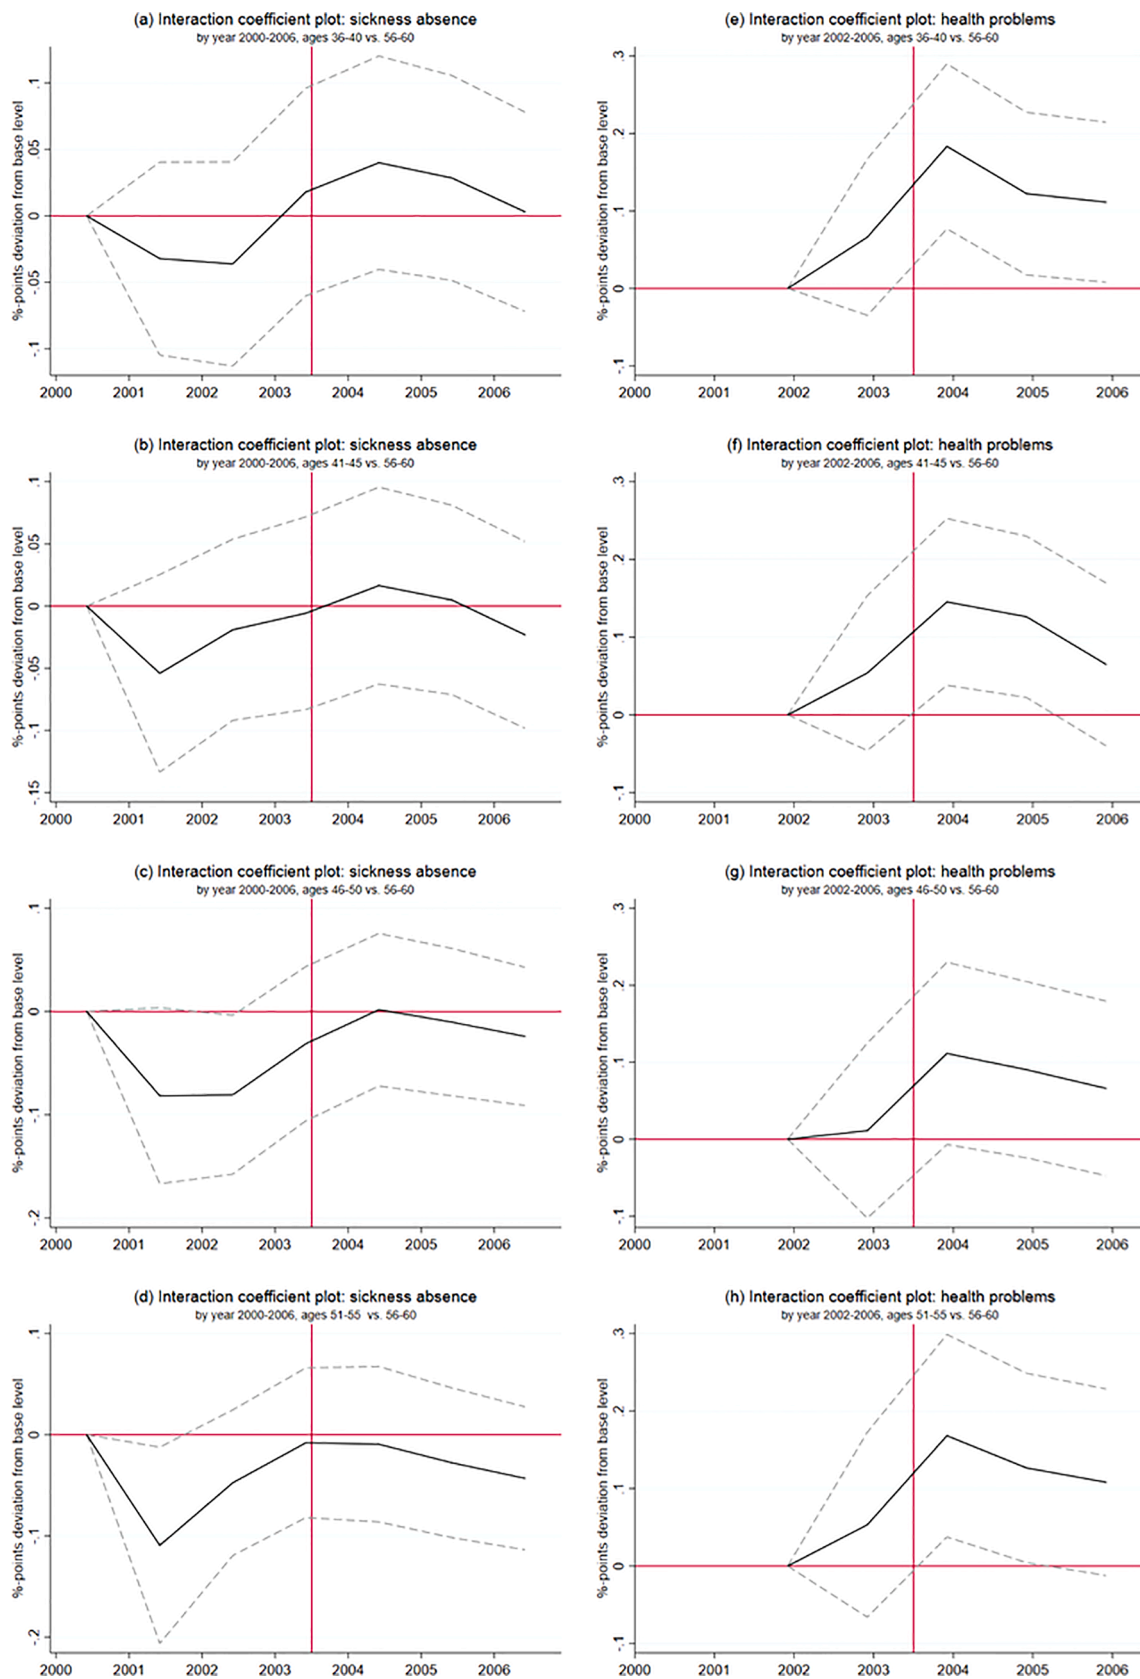 (a) Interaction coefficient plot: sickness absence
by year 2000-2006, ages 36-40 vs. 56-60
%-points deviation from base level
.1
.05
0
-.05
-.1
2000 2001 2002 2003 2004 2005 2006
(e) Interaction coefficient plot: health problems
by year 2002-2006, ages 36-40 vs. 56-60
%-points deviation from base level
.3
.2
.1
0
-.1
2000 2001 2002 2003 2004 2005 2006
(b) Interaction coefficient plot: sickness absence
by year 2000-2006, ages 41-45 vs. 56-60
%-points deviation from base level
.1
.05
0
-.05
-.1
-.15
2000 2001 2002 2003 2004 2005 2006
(f) Interaction coefficient plot: health problems
by year 2002-2006, ages 41-45 vs. 56-60
%-points deviation from base level
.3
.2
.1
0
-.1
2000 2001 2002 2003 2004 2005 2006
(c) Interaction coefficient plot: sickness absence
by year 2000-2006, ages 46-50 vs. 56-60
%-points deviation from base level
.1
0
-.1
-.2
2000 2001 2002 2003 2004 2005 2006
(g) Interaction coefficient plot: health problems
by year 2002-2006, ages 46-50 vs. 56-60
%-points deviation from base level
.3
.2
.1
0
-.1
2000 2001 2002 2003 2004 2005 2006
(d) Interaction coefficient plot: sickness absence
by year 2000-2006, ages 51-55 vs. 56-60
%-points deviation from base level
.1
0
-.1
-.2
2000 2001 2002 2003 2004 2005 2006
(h) Interaction coefficient plot: health problems
by year 2002-2006, ages 51-55 vs. 56-60
%-points deviation from base level
.3
.2
.1
0
-.1
2000 2001 2002 2003 2004 2005 2006